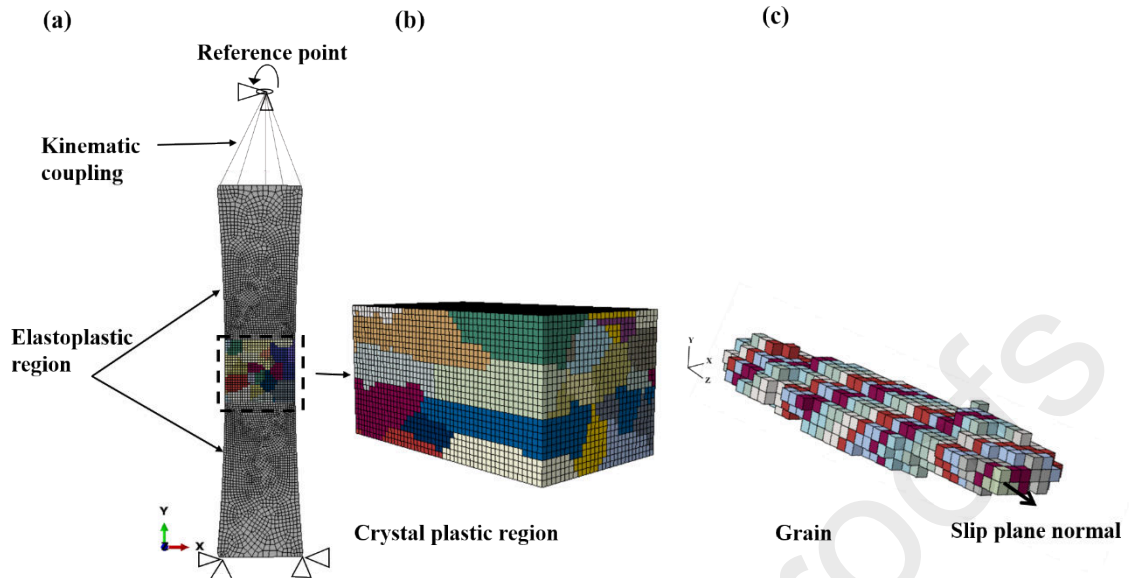 (a)
(b)
(c)
Reference point
Kinematic
coupling
Elastoplastic
region
Y
X
Crystal plastic region
Y
X
Z
Grain
Slip plane normal